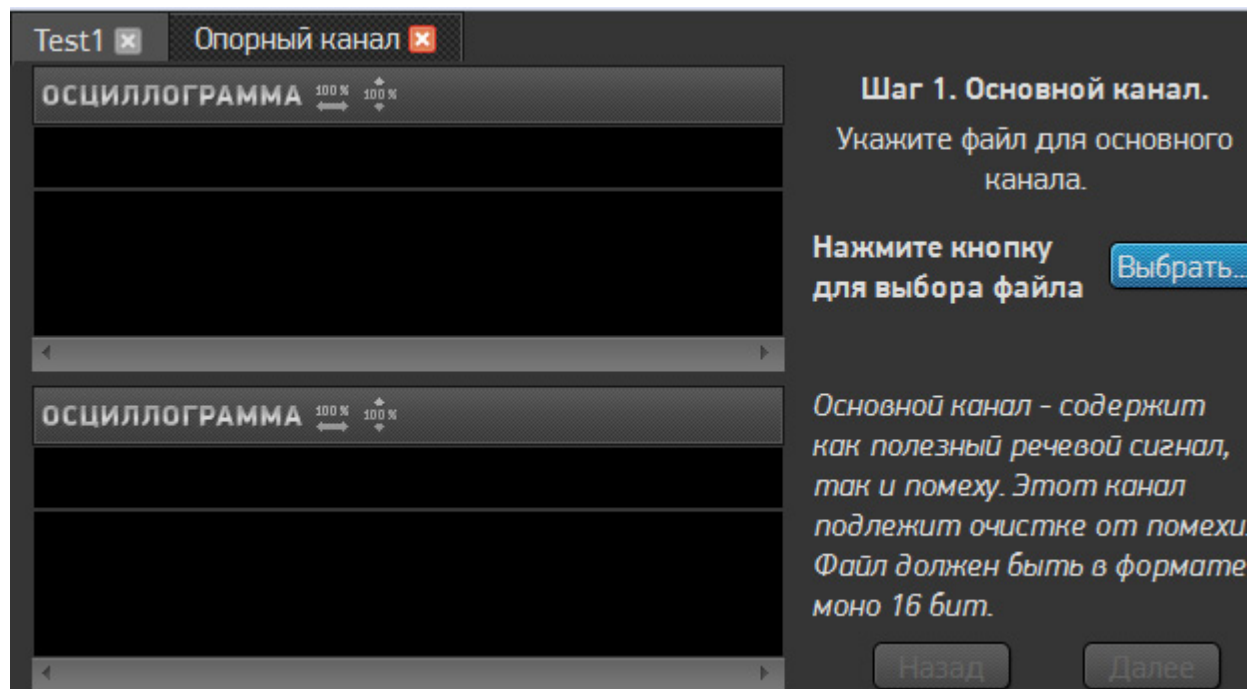 Test1
Опорный канал
ОСЦИЛЛОГРАММА 100% 100%
Шаг 1. Основной канал.
Укажите файл для основного
канала.
Нажмите кнопку
для выбора файла
Выбрать...
ОСЦИЛЛОГРАММА 100% 100%
Основной канал - содержит
как полезный речевой сигнал,
так и помеху. Этот канал
подлежит очистке от помехи.
Файл должен быть в формате
моно 16 бит.
Назад
Далее